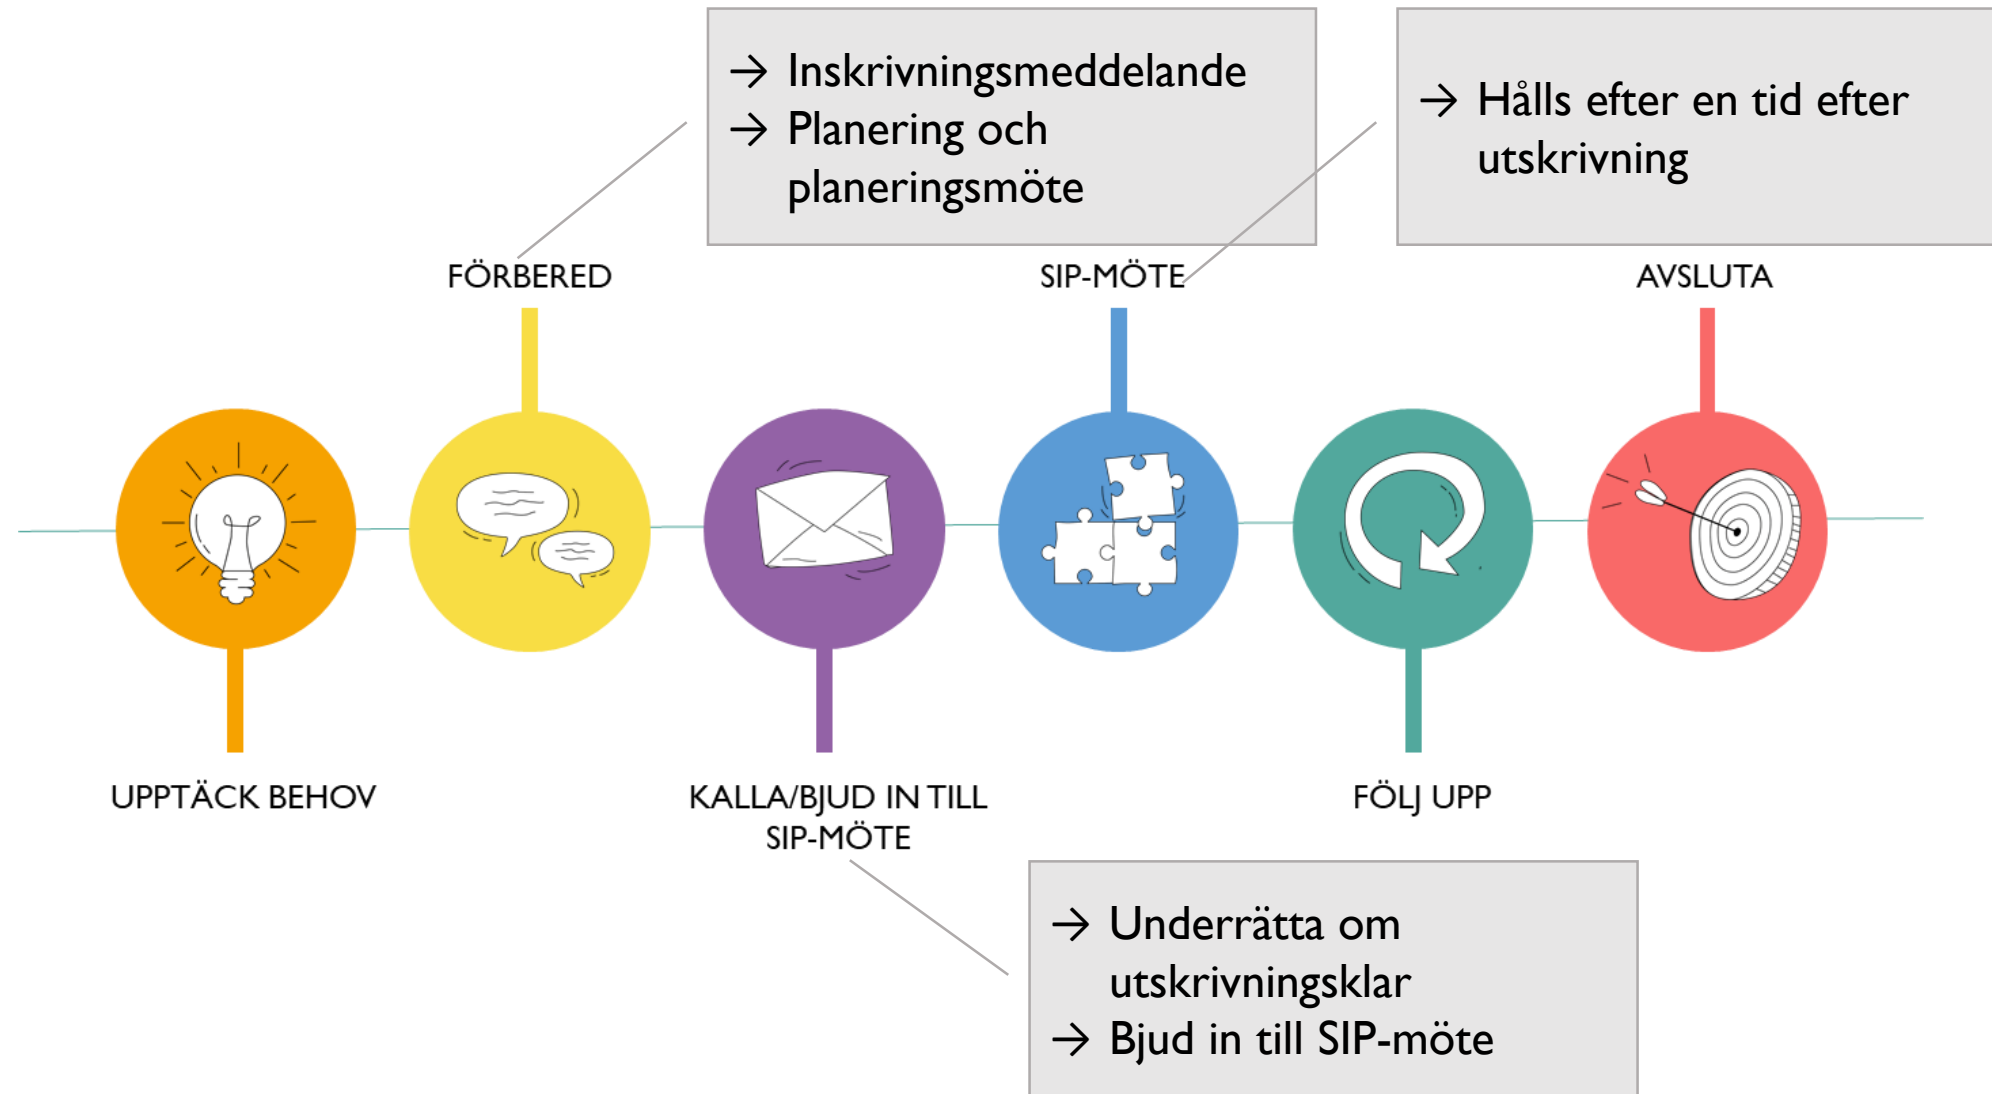 → Inskrivningsmeddelande
→ Planering och
planeringsmöte
→ Hålls efter en tid efter
utskrivning
FÖRBERED
SIP-MÖTE
AVSLUTA
UPPTÄCK BEHOV
KALLA/BJUD IN TILL
SIP-MÖTE
FÖLJ UPP
→ Underrätta om
utskrivningsklar
→ Bjud in till SIP-möte